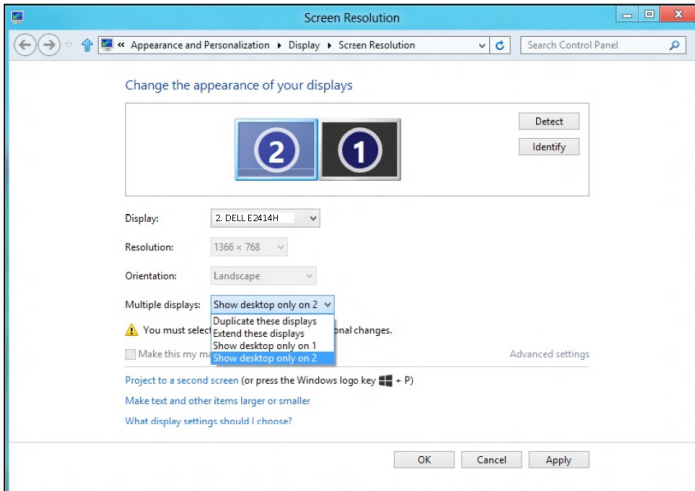 Screen Resolution
« Appearance and Personalization ▸ Display ▸ Screen Resolution
Search Control Panel
Change the appearance of your displays
2
1
Detect
Identify
Display: 2. DELL E2414H
Resolution: 1366 × 768
Orientation: Landscape
Multiple displays: Show desktop only on 2
Duplicate these displays
You must selec onal changes.
Extend these displays
Show desktop only on 1
Make this my m Advanced settings
Show desktop only on 2
Project to a second screen (or press the Windows logo key + P)
Make text and other items larger or smaller
What display settings should I choose?
OK Cancel Apply